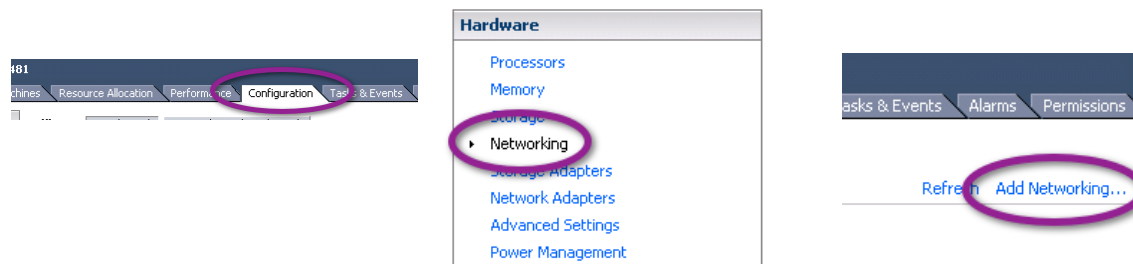 481
chines Resource Allocation Performance Configuration Tasks & Events
Hardware
Processors
Memory
Storage
Networking
Storage Adapters
Network Adapters
Advanced Settings
Power Management
asks & Events Alarms Permissions
Refresh Add Networking...